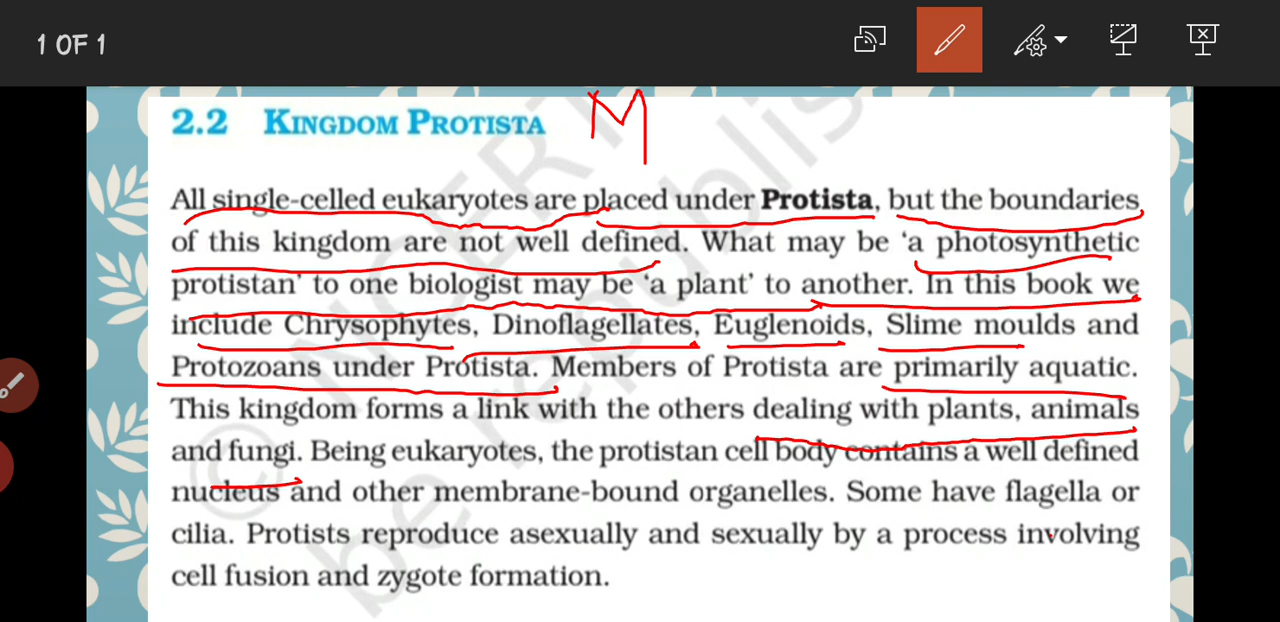 1 OF 1
2.2 KINGDOM PROTISTA M
All single-celled eukaryotes are placed under Protista, but the boundaries
of this kingdom are not well defined. What may be ‘a photosynthetic
protistan’ to one biologist may be ‘a plant’ to another. In this book we
include Chrysophytes, Dinoflagellates, Euglenoids, Slime moulds and
Protozoans under Protista. Members of Protista are primarily aquatic.
This kingdom forms a link with the others dealing with plants, animals
and fungi. Being eukaryotes, the protistan cell body contains a well defined
nucleus and other membrane-bound organelles. Some have flagella or
cilia. Protists reproduce asexually and sexually by a process involving
cell fusion and zygote formation.
© NCERT
be republis